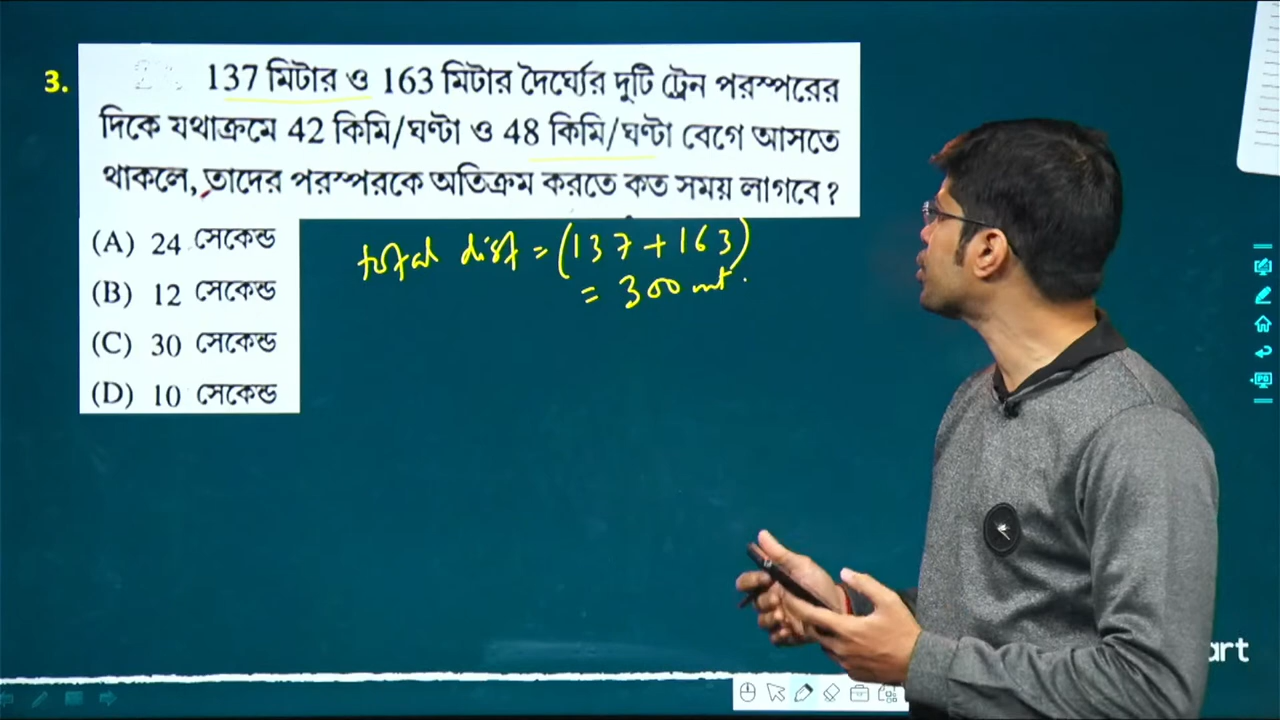 3.
137 মিটার ও 163 মিটার দৈর্ঘ্যের দুটি ট্রেন পরস্পরের
দিকে যথাক্রমে 42 কিমি/ঘণ্টা ও 48 কিমি/ঘণ্টা বেগে আসতে
থাকলে, তাদের পরস্পরকে অতিক্রম করতে কত সময় লাগবে?
(A) 24 সেকেন্ড
(B) 12 সেকেন্ড
(C) 30 সেকেন্ড
(D) 10 সেকেন্ড
total dist = (137+163)
= 300 mt.
art